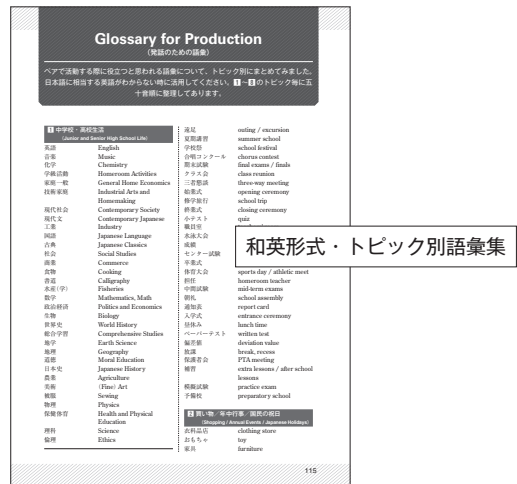 Glossary for Production
(発話のための語彙)
ペアで活動する際に役立つと思われる語彙について、トピック別にまとめてみました。
日本語に相当する英語がわからない時に活用してください。1~8のトピック毎に五
十音順に整理してあります。
1 中学校・高校生活
(Junior and Senior High School Life)
英語 English
音楽 Music
化学 Chemistry
学級活動 Homeroom Activities
家庭一般 General Home Economics
技術家庭 Industrial Arts and
Homemaking
現代社会 Contemporary Society
現代文 Contemporary Japanese
工業 Industry
国語 Japanese Language
古典 Japanese Classics
社会 Social Studies
商業 Commerce
食物 Cooking
書道 Calligraphy
水産(学) Fisheries
数学 Mathematics, Math
政治経済 Politics and Economics
生物 Biology
世界史 World History
総合学習 Comprehensive Studies
地学 Earth Science
地理 Geography
道徳 Moral Education
日本史 Japanese History
農業 Agriculture
美術 (Fine) Art
被服 Sewing
物理 Physics
保健体育 Health and Physical
Education
理科 Science
倫理 Ethics
遠足 outing / excursion
夏期講習 summer school
学校祭 school festival
合唱コンクール chorus contest
期末試験 final exams / finals
クラス会 class reunion
三者懇談 three-way meeting
始業式 opening ceremony
修学旅行 school trip
終業式 closing ceremony
小テスト quiz
職員室
水泳大会
成績
センター試験
卒業式
体育大会 sports day / athletic meet
担任 homeroom teacher
中間試験 mid-term exams
朝礼 school assembly
通知表 report card
入学式 entrance ceremony
昼休み lunch time
ペーパーテスト written test
偏差値 deviation value
放課 break, recess
保護者会 PTA meeting
補習 extra lessons / after school
lessons
模擬試験 practice exam
予備校 preparatory school
2 買い物/年中行事/国民の祝日
(Shopping / Annual Events / Japanese Holidays)
衣料品店 clothing store
おもちゃ toy
家具 furniture
和英形式・トピック別語彙集
115